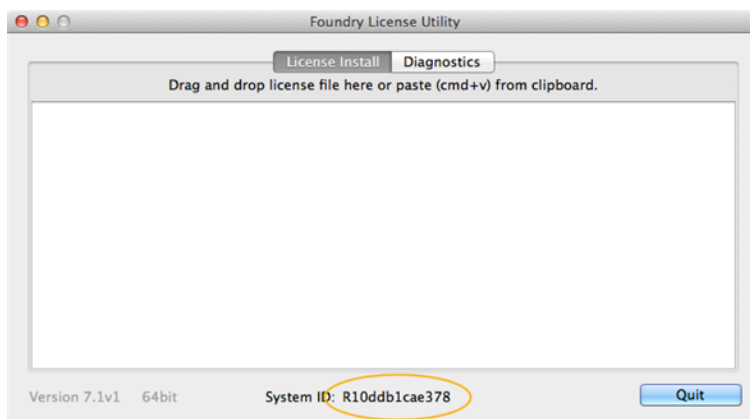 Foundry License Utility
License Install Diagnostics
Drag and drop license file here or paste (cmd+v) from clipboard.
Version 7.1v1 64bit System ID: R10ddb1cae378 Quit